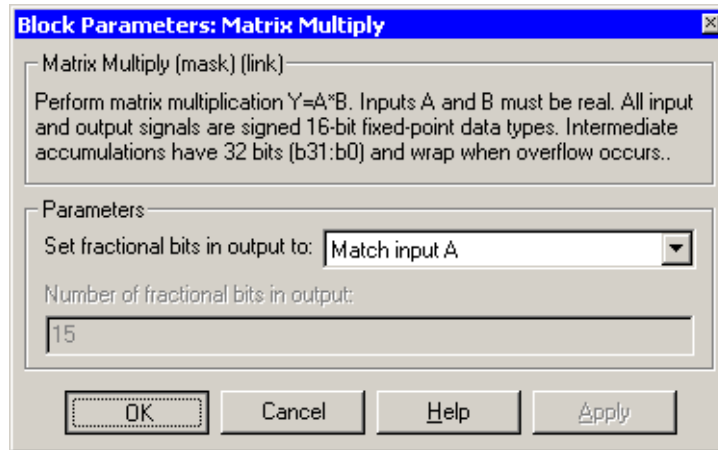 Block Parameters: Matrix Multiply
Matrix Multiply (mask) (link)
Perform matrix multiplication Y=A*B. Inputs A and B must be real. All input
and output signals are signed 16-bit fixed-point data types. Intermediate
accumulations have 32 bits (b31:b0) and wrap when overflow occurs..
Parameters
Set fractional bits in output to: Match input A
Number of fractional bits in output:
15
OK Cancel Help Apply